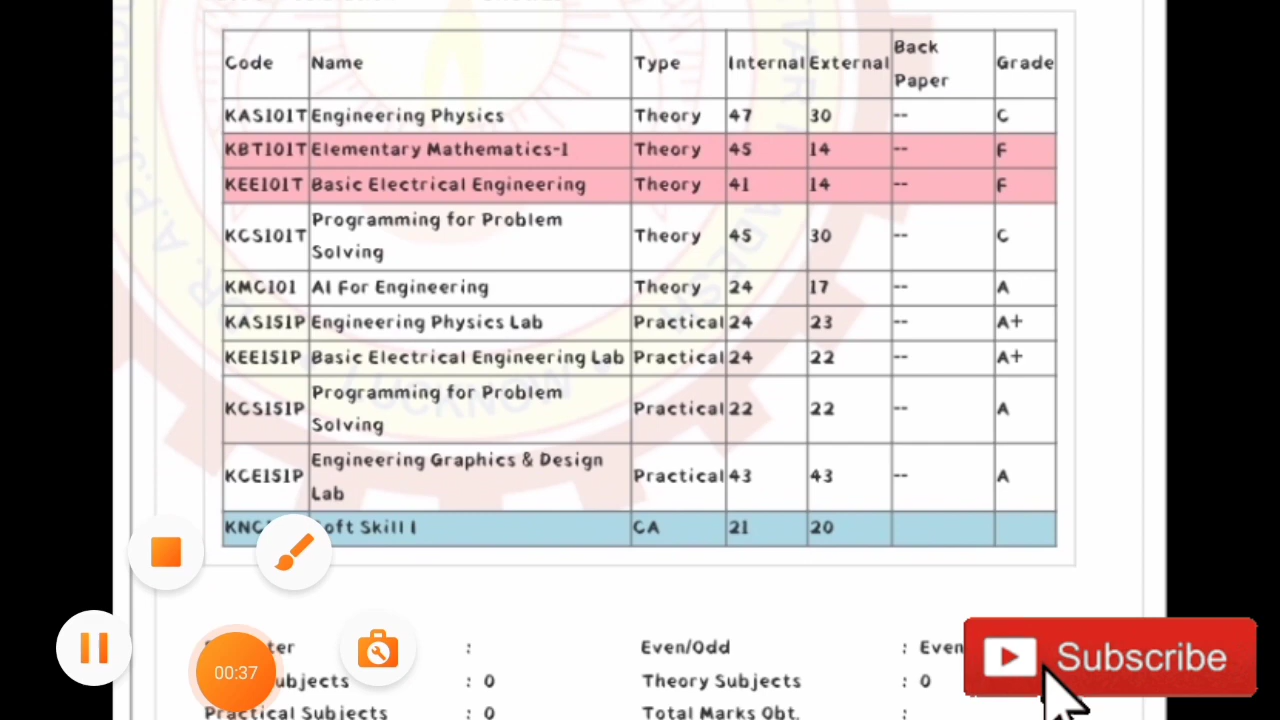 Code Name Type Internal External Back Paper Grade
KAS101T Engineering Physics Theory 47 30 -- C
KBT101T Elementary Mathematics-I Theory 45 14 -- F
KEE101T Basic Electrical Engineering Theory 41 14 -- F
KCS101T Programming for Problem Solving Theory 45 30 -- C
KMC101 AI For Engineering Theory 24 17 -- A
KAS151P Engineering Physics Lab Practical 24 23 -- A+
KEE151P Basic Electrical Engineering Lab Practical 24 22 -- A+
KCS151P Programming for Problem Solving Practical 22 22 -- A
KCE151P Engineering Graphics & Design Lab Practical 43 43 -- A
Skill I CA 21 20
: Even/Odd : Even
: 0 Theory Subjects : 0
Practical Subjects : 0 Total Marks Obt. :
00:37
Subscribe
LUCKNOW